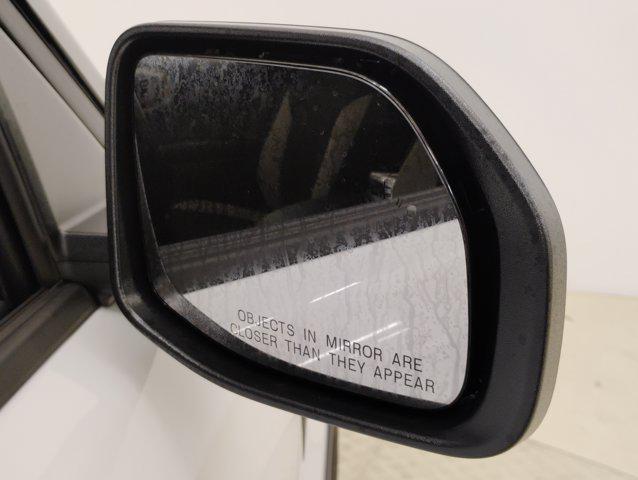 OBJECTS IN MIRROR ARE
CLOSER THAN THEY APPEAR